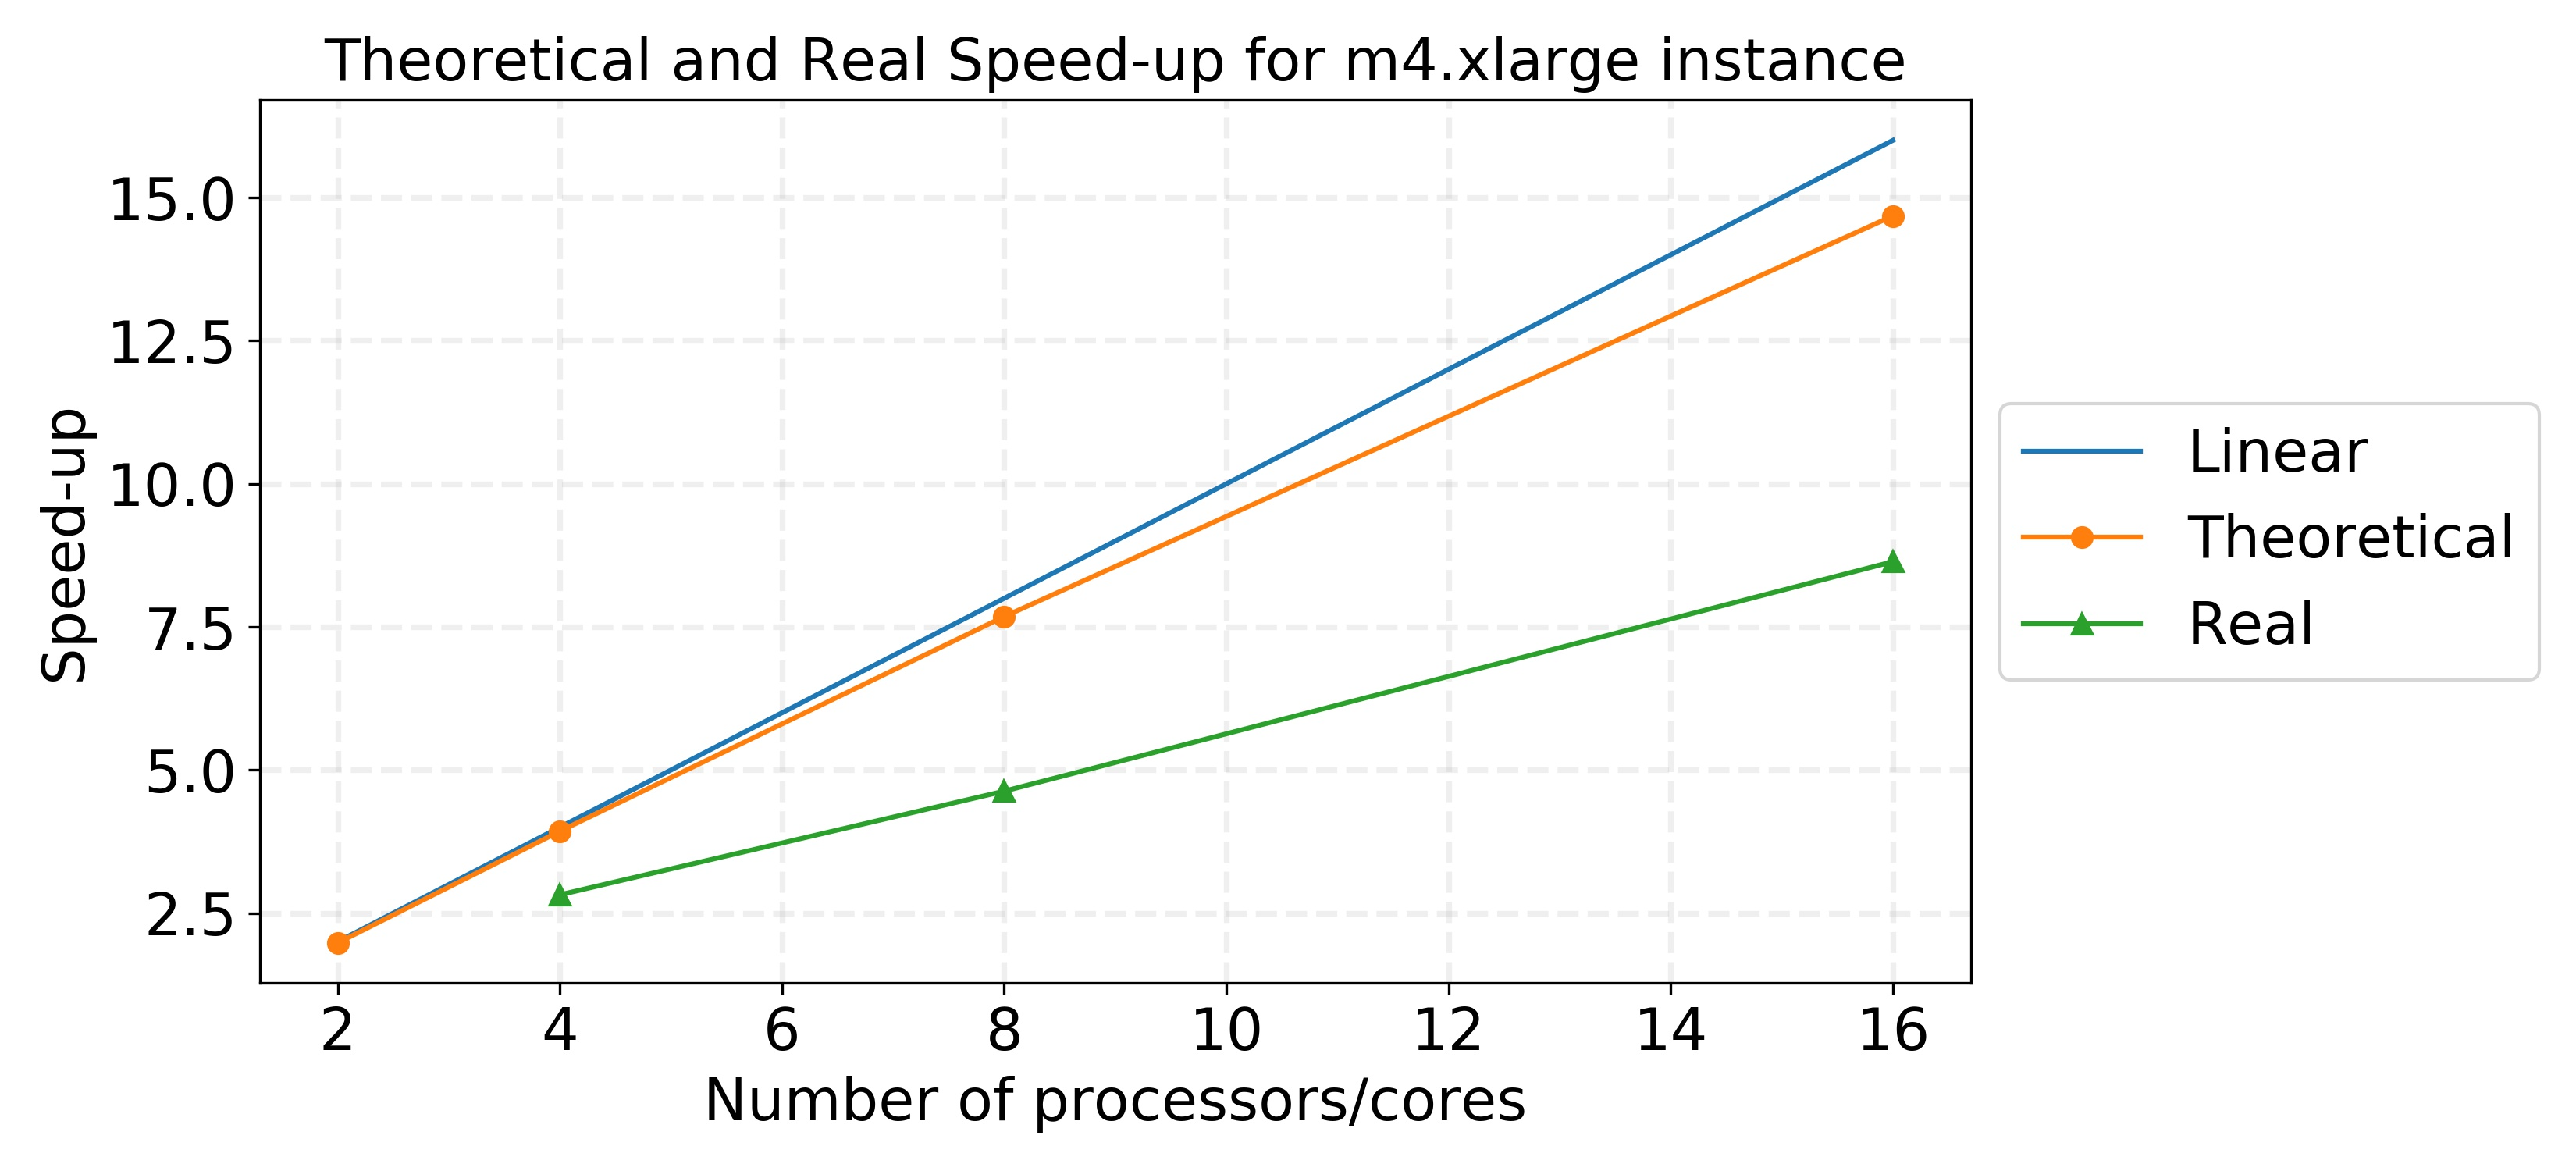 Theoretical and Real Speed-up for m4.xlarge instance
Speed-up
15.0
12.5
10.0
7.5
5.0
2.5
2 4 6 8 10 12 14 16
Number of processors/cores
Linear
Theoretical
Real